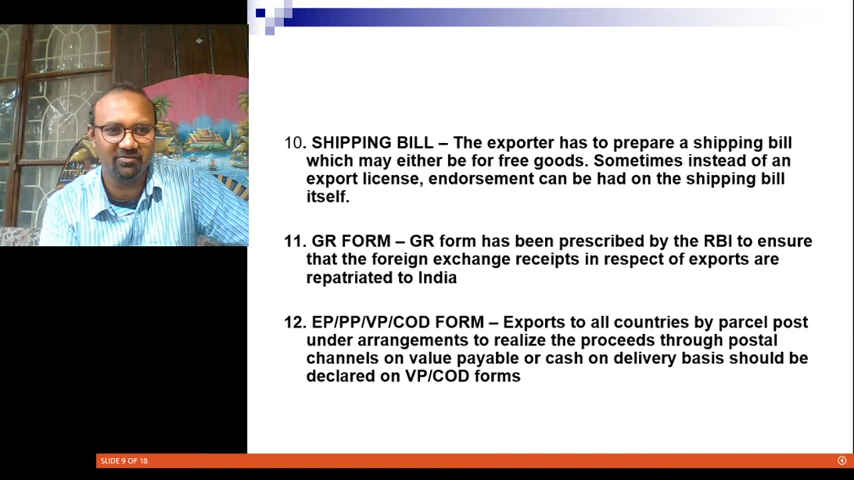 10. SHIPPING BILL – The exporter has to prepare a shipping bill
which may either be for free goods. Sometimes instead of an
export license, endorsement can be had on the shipping bill
itself.
11. GR FORM – GR form has been prescribed by the RBI to ensure
that the foreign exchange receipts in respect of exports are
repatriated to India
12. EP/PP/VP/COD FORM – Exports to all countries by parcel post
under arrangements to realize the proceeds through postal
channels on value payable or cash on delivery basis should be
declared on VP/COD forms
SLIDE 9 OF 18